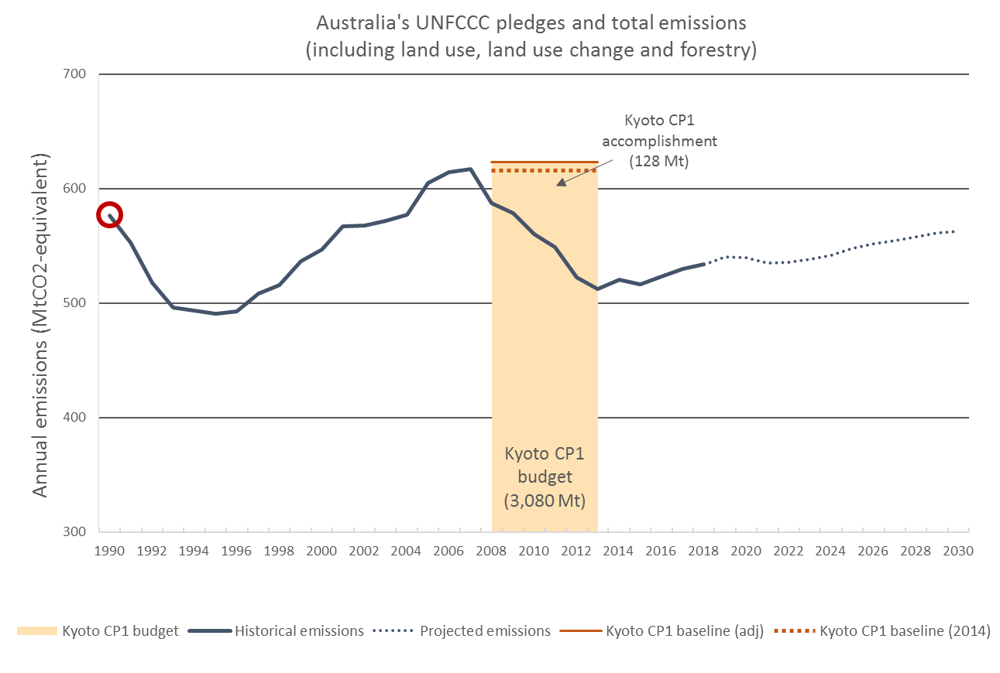 Australia's UNFCCC pledges and total emissions
(including land use, land use change and forestry)
Annual emissions (MtCO2-equivalent)
700
600
500
400
300
Kyoto CP1
accomplishment
(128 Mt)
Kyoto CP1
budget
(3,080 Mt)
1990 1992 1994 1996 1998 2000 2002 2004 2006 2008 2010 2012 2014 2016 2018 2020 2022 2024 2026 2028 2030
Kyoto CP1 budget Historical emissions Projected emissions Kyoto CP1 baseline (adj) Kyoto CP1 baseline (2014)